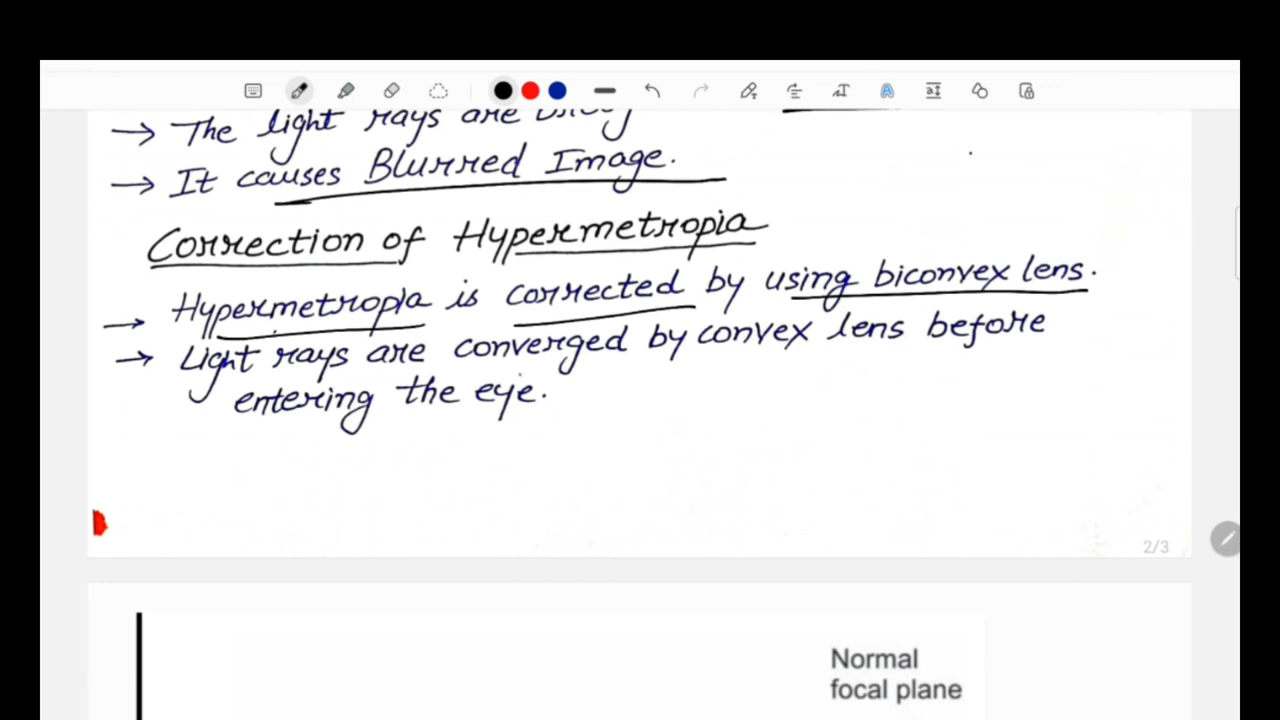 → The light rays are
→ It causes Blurred Image.
Correction of Hypermetropia
→ Hypermetropia is corrected by using biconvex lens.
→ Light rays are converged by convex lens before
entering the eye.
2/3
Normal
focal plane